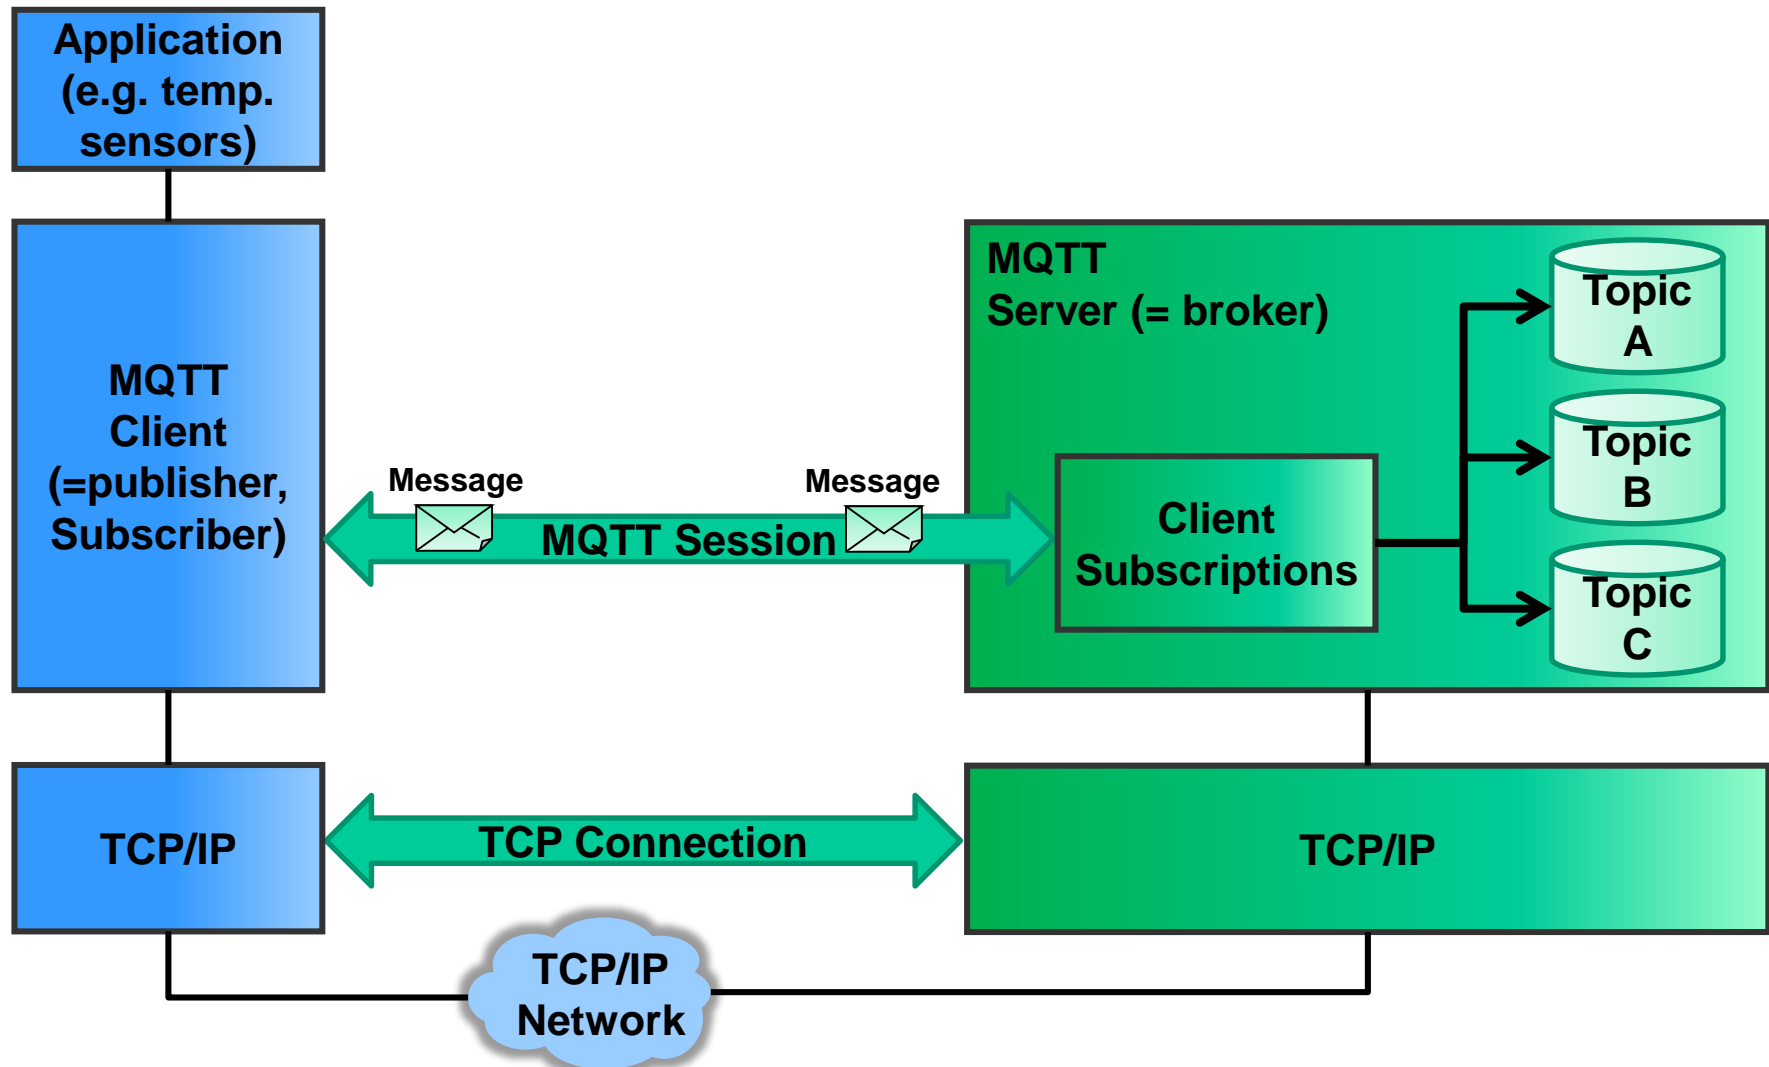 Application
(e.g. temp.
sensors)
MQTT
Client
(=publisher,
Subscriber)
Message
Message
MQTT Session
MQTT
Server (= broker)
Client
Subscriptions
Topic
A
Topic
B
Topic
C
TCP/IP
TCP Connection
TCP/IP
TCP/IP
Network